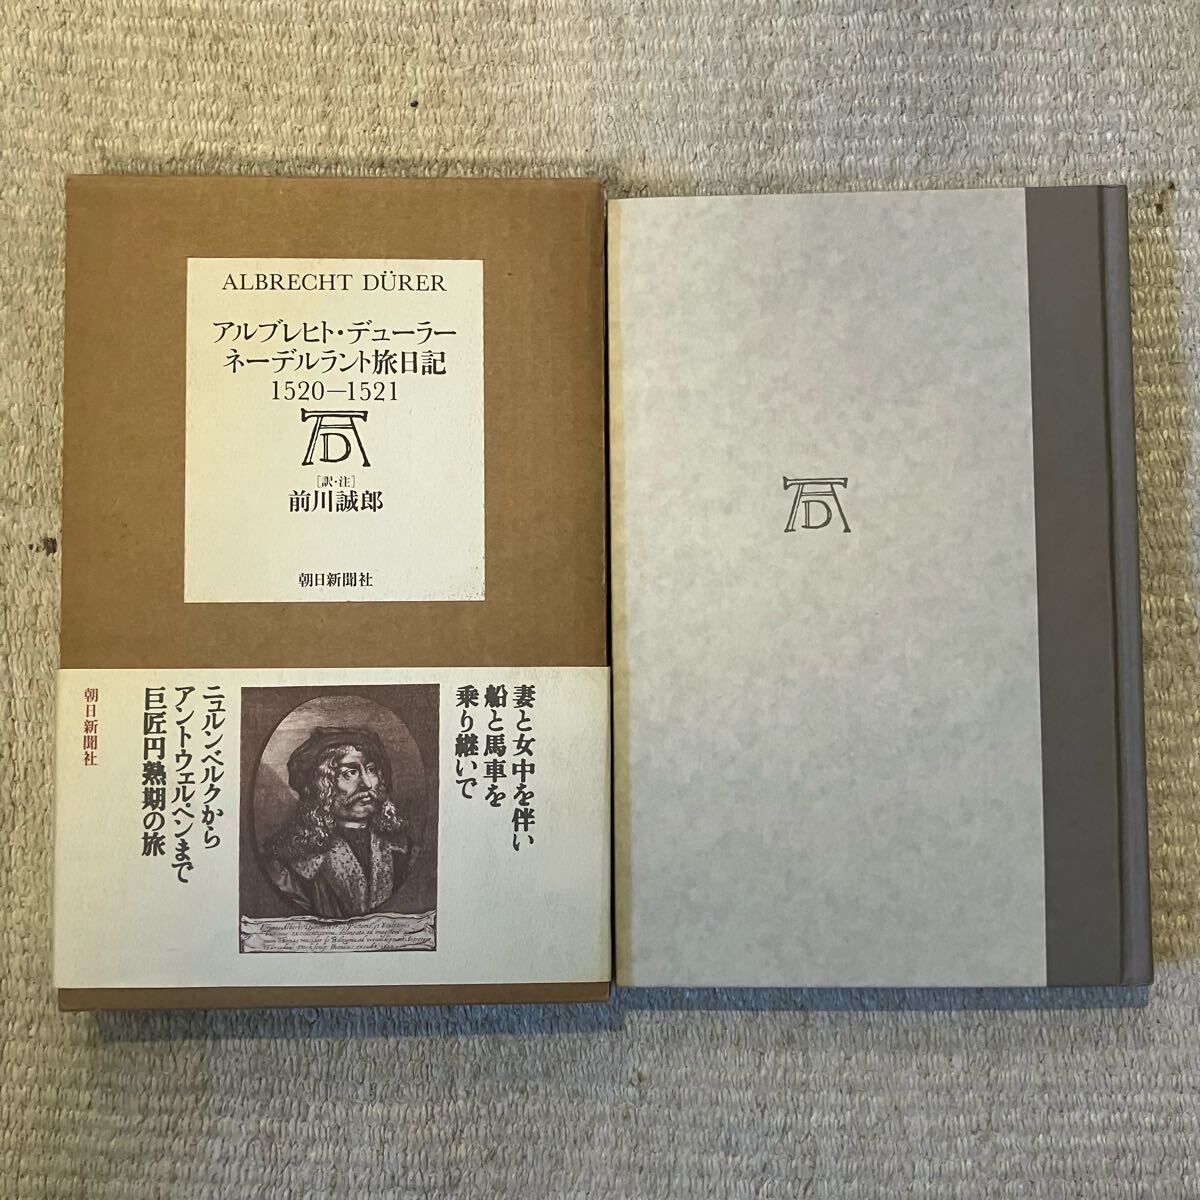 ALBRECHT DÜRER
アルブレヒト・デューラー
ネーデルラント旅日記
1520—1521
AD
[訳・注]
前川誠郎
朝日新聞社
妻と女中を伴い
船と馬車を
乗り継いで
ニュルンベルクから
アントウェルペンまで
巨匠円熟期の旅
朝日新聞社
AD